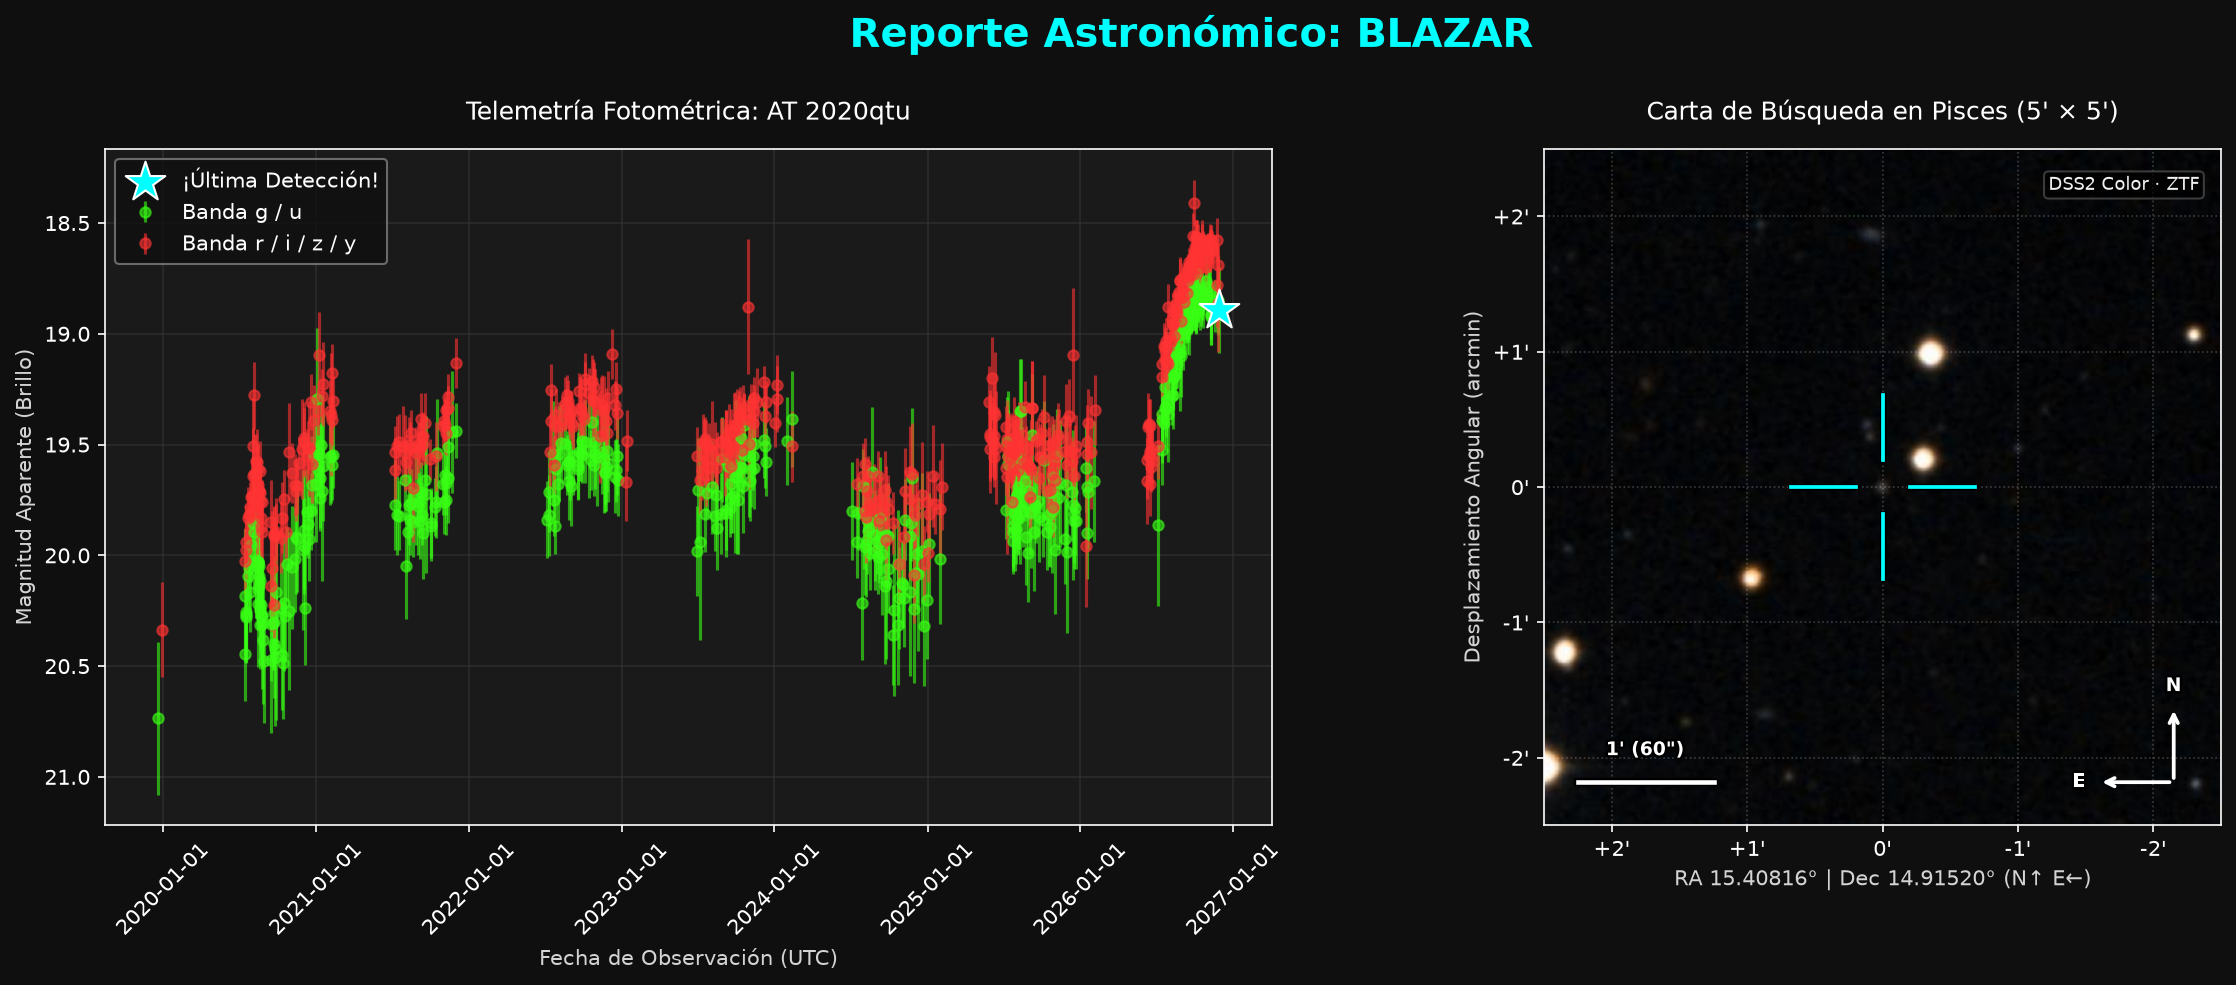 Reporte Astronómico: BLAZAR
Telemetría Fotométrica: AT 2020qtu
¡Última Detección!
Banda g / u
Banda r / i / z / y
Magnitud Aparente (Brillo)
18.5
19.0
19.5
20.0
20.5
21.0
2020-01-01
2021-01-01
2022-01-01
2023-01-01
2024-01-01
2025-01-01
2026-01-01
2027-01-01
Fecha de Observación (UTC)
Carta de Búsqueda en Pisces (5' × 5')
DSS2 Color · ZTF
Desplazamiento Angular (arcmin)
+2'
+1'
0'
-1'
-2'
1' (60")
N
E
+2'
+1'
0'
-1'
-2'
RA 15.40816° | Dec 14.91520° (N↑ E←)